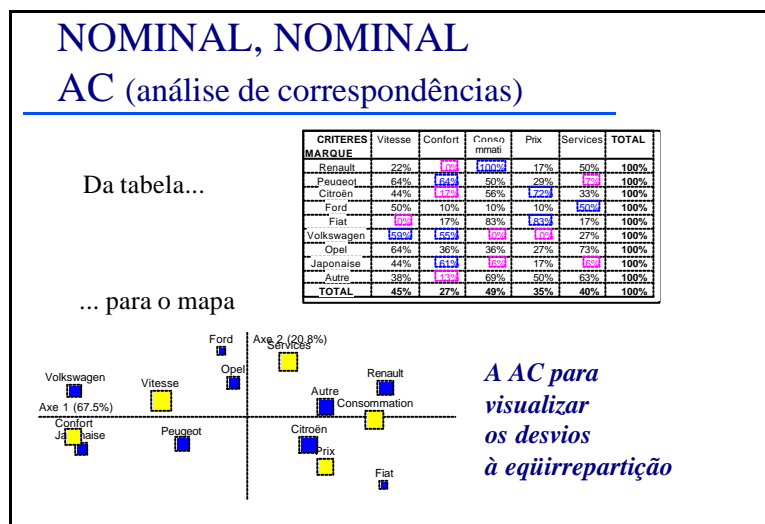 NOMINAL, NOMINAL
AC (análise de correspondências)
Da tabela...
CRITERES Vitesse Confort Conso mmati Prix Services TOTAL
MARQUE
Renault 22% 0% 100% 17% 50% 100%
Peugeot 64% 64% 50% 29% 7% 100%
Citroën 44% 17% 56% 72% 33% 100%
Ford 50% 10% 10% 10% 50% 100%
Fiat 0% 17% 83% 83% 17% 100%
Volkswagen 59% 55% 0% 0% 27% 100%
Opel 64% 36% 36% 27% 73% 100%
Japonaise 44% 61% 6% 17% 6% 100%
Autre 38% 13% 69% 50% 63% 100%
TOTAL 45% 27% 49% 35% 40% 100%
... para o mapa
Ford Axe 2 (20.8%)
Services
Volkswagen Vitesse Opel Renault
Autre
Axe 1 (67.5%) Consommation
Confort
Japonaise Peugeot Citroën
Prix
Fiat
A AC para
visualizar
os desvios
à eqüirrepartição